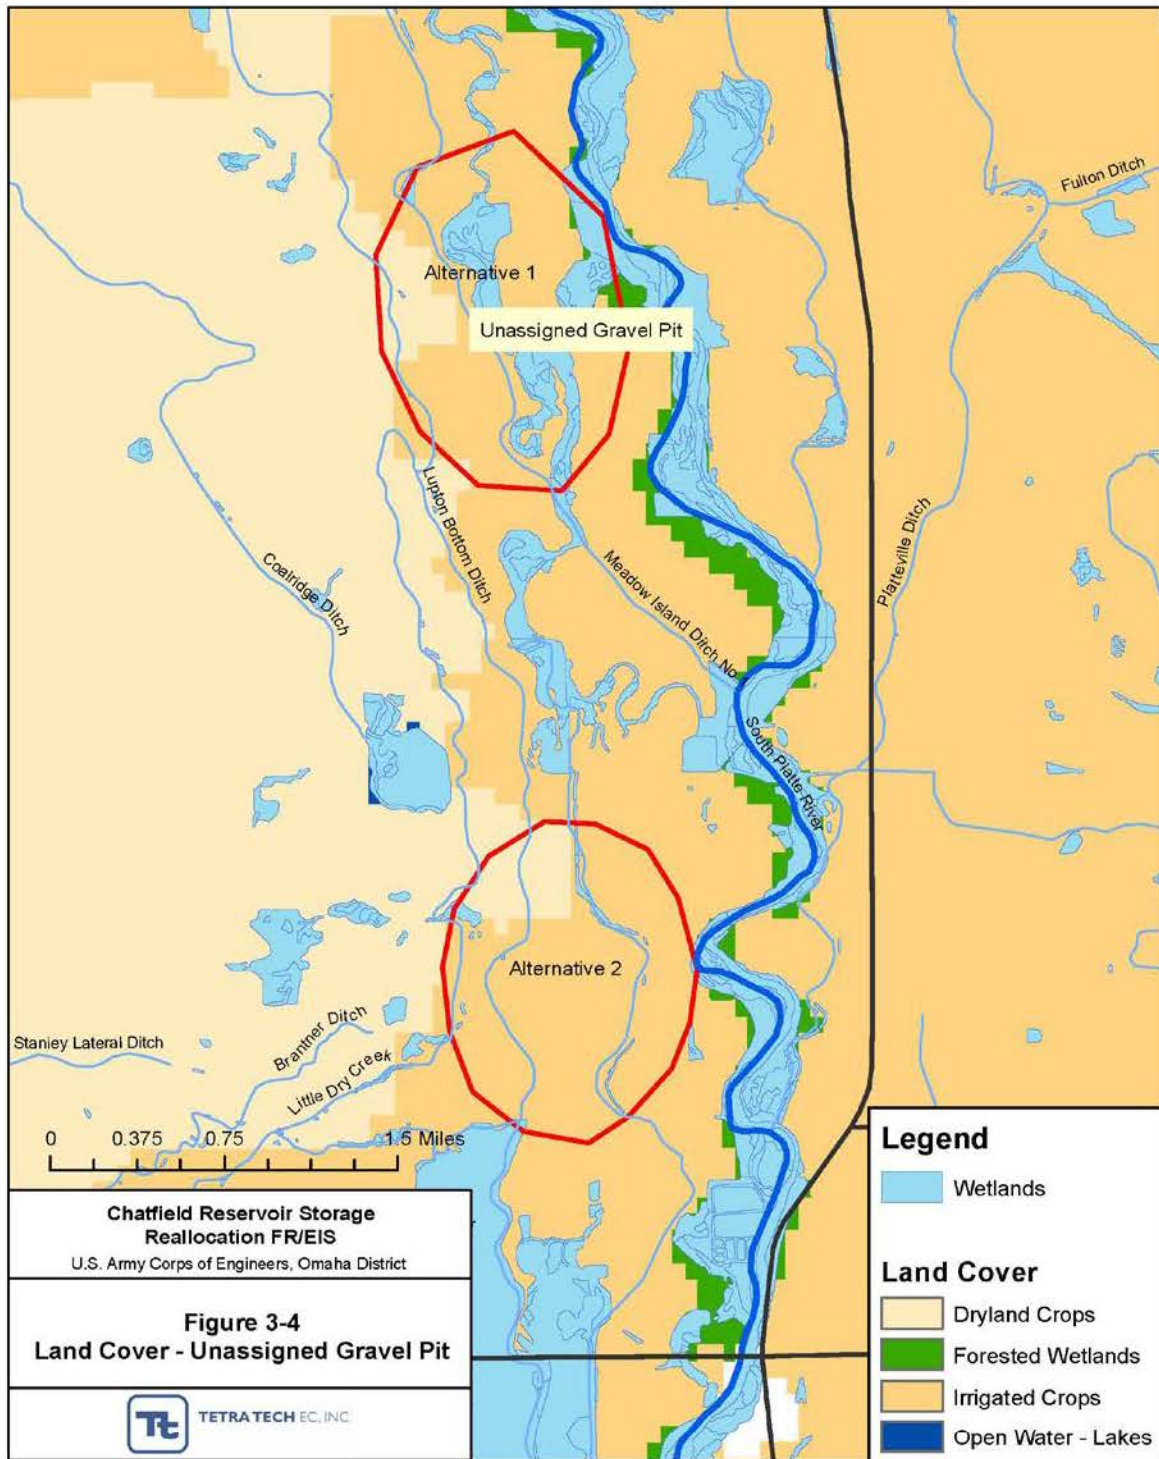 Fulton Ditch
Alternative 1
Unassigned Gravel Pit
Lupton Bottom Ditch
Platteville Ditch
Coalridge Ditch
Meadow Island Ditch No
South Platte River
Alternative 2
Stanley Lateral Ditch
Brantner Ditch
Little Dry Creek
0 0.375 0.75 1.5 Miles
Chatfield Reservoir Storage
Reallocation FR/EIS
U.S. Army Corps of Engineers, Omaha District
Figure 3-4
Land Cover - Unassigned Gravel Pit
Tt TETRA TECH EC, INC.
Legend
Wetlands
Land Cover
Dryland Crops
Forested Wetlands
Irrigated Crops
Open Water - Lakes